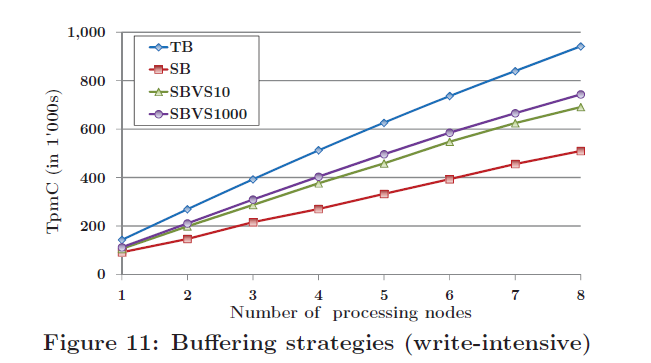 1,000
800
600
400
200
0
TpmC (in 1'000s)
TB
SB
SBVS10
SBVS1000
1 2 3 4 5 6 7 8
Number of processing nodes
Figure 11: Buffering strategies (write-intensive)